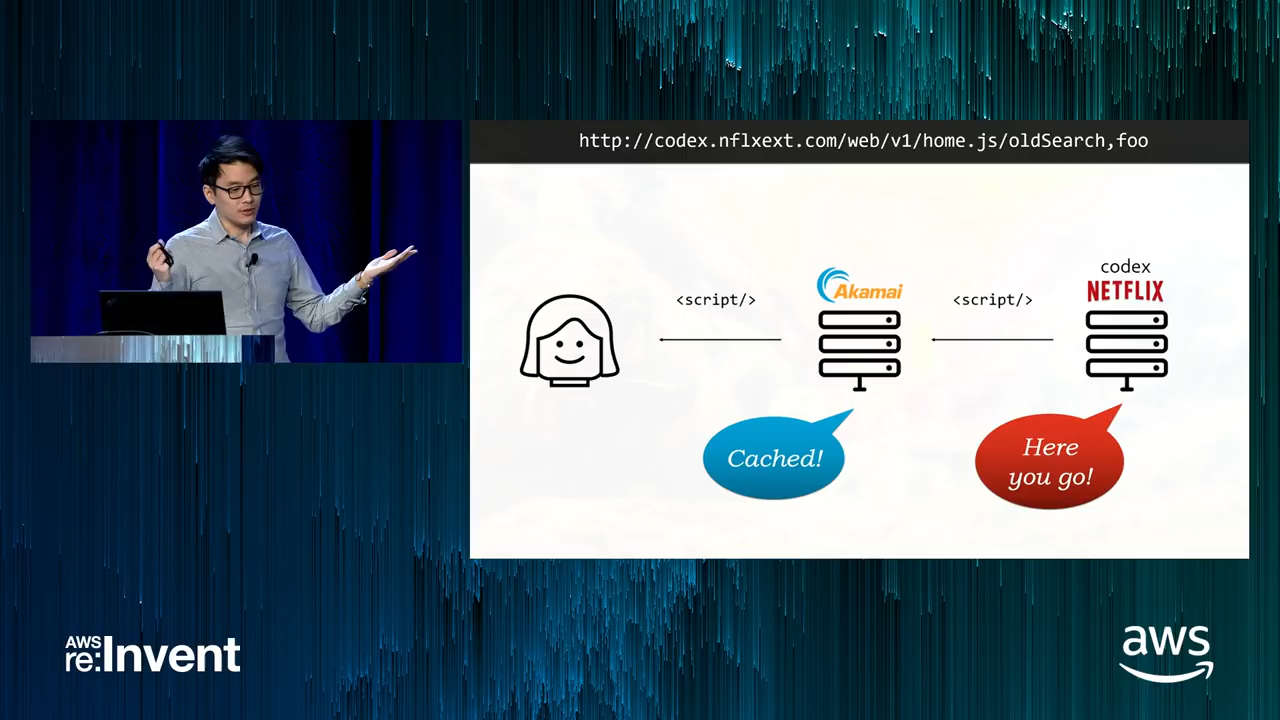 http://codex.nflxext.com/web/v1/home.js/oldSearch,foo
<script/>
Akamai
<script/>
codex
NETFLIX
Cached!
Here
you go!
AWS
re:Invent
aws